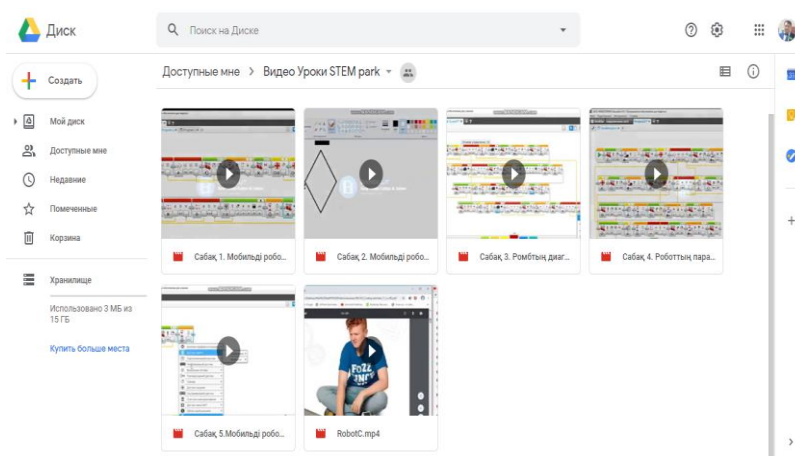 Диск
Поиск на Диске
Создать
Мой диск
Доступные мне
Недавние
Помеченные
Корзина
Хранилище
Использовано 3 МБ из
15 ГБ
Купить больше места
Доступные мне > Видео Уроки STEM park
Сабақ 1. Мобильді робо...
Сабақ 2. Мобильді робо...
Сабақ 3. Ромбтың диаг...
Сабақ 4. Роботтың пара...
FOZZ
Сабақ 5.Мобильді робо...
RobotC.mp4